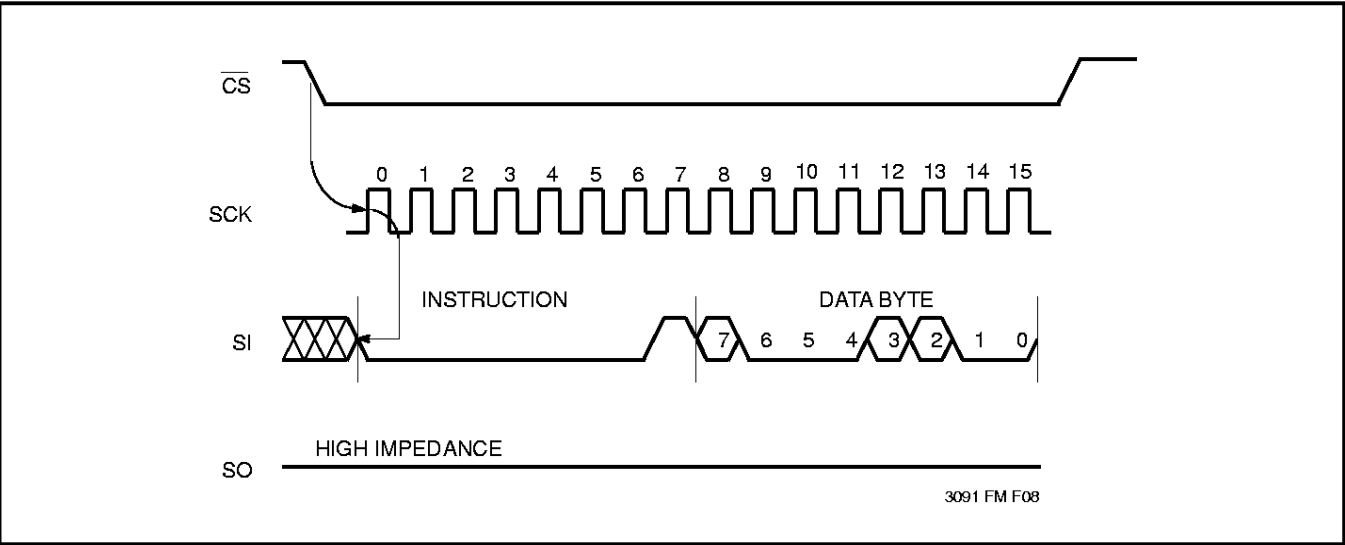 CS
0 1 2 3 4 5 6 7 8 9 10 11 12 13 14 15
SCK
INSTRUCTION DATA BYTE
SI
7 6 5 4 3 2 1 0
HIGH IMPEDANCE
SO
3091 FM F08